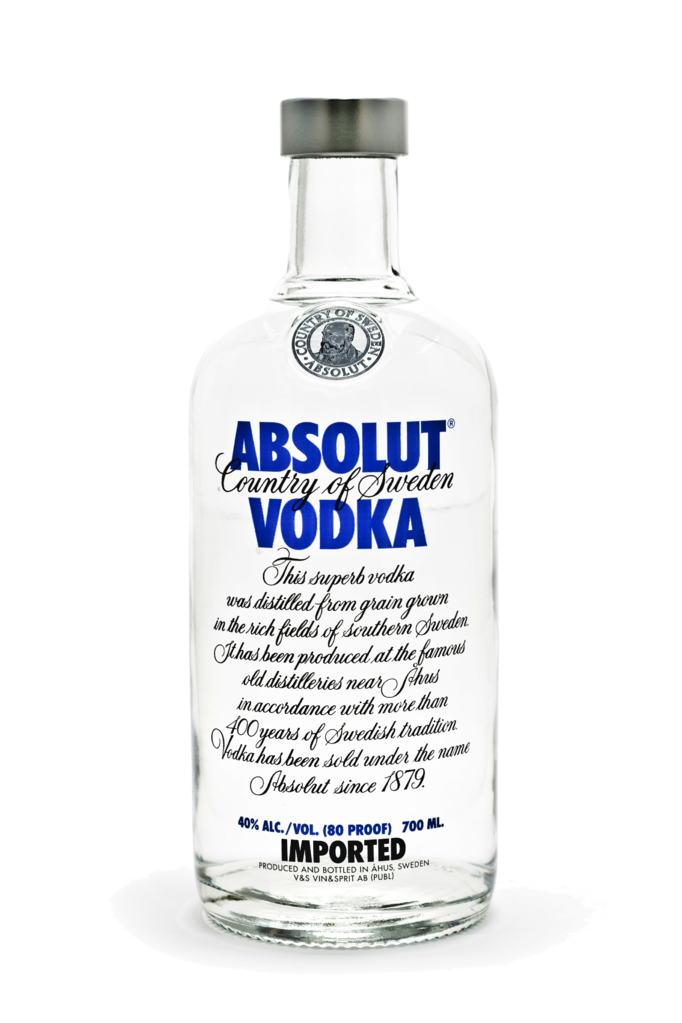 COUNTRY OF SWEDEN
·ABSOLUT·
ABSOLUT®
Country of Sweden
VODKA
This superb vodka
was distilled from grain grown
in the rich fields of southern Sweden.
It has been produced at the famous
old distilleries near Åhus
in accordance with more than
400 years of Swedish tradition.
Vodka has been sold under the name
Absolut since 1879.
40% ALC./VOL. (80 PROOF) 700 ML.
IMPORTED
PRODUCED AND BOTTLED IN ÅHUS, SWEDEN
V&S VIN&SPRIT AB (PUBL)